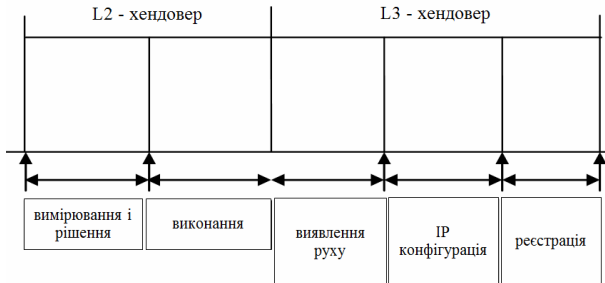 L2 - хендовер
L3 - хендовер
вимірювання і
рішення
виконання
виявлення
руху
IP
конфігурація
реєстрація